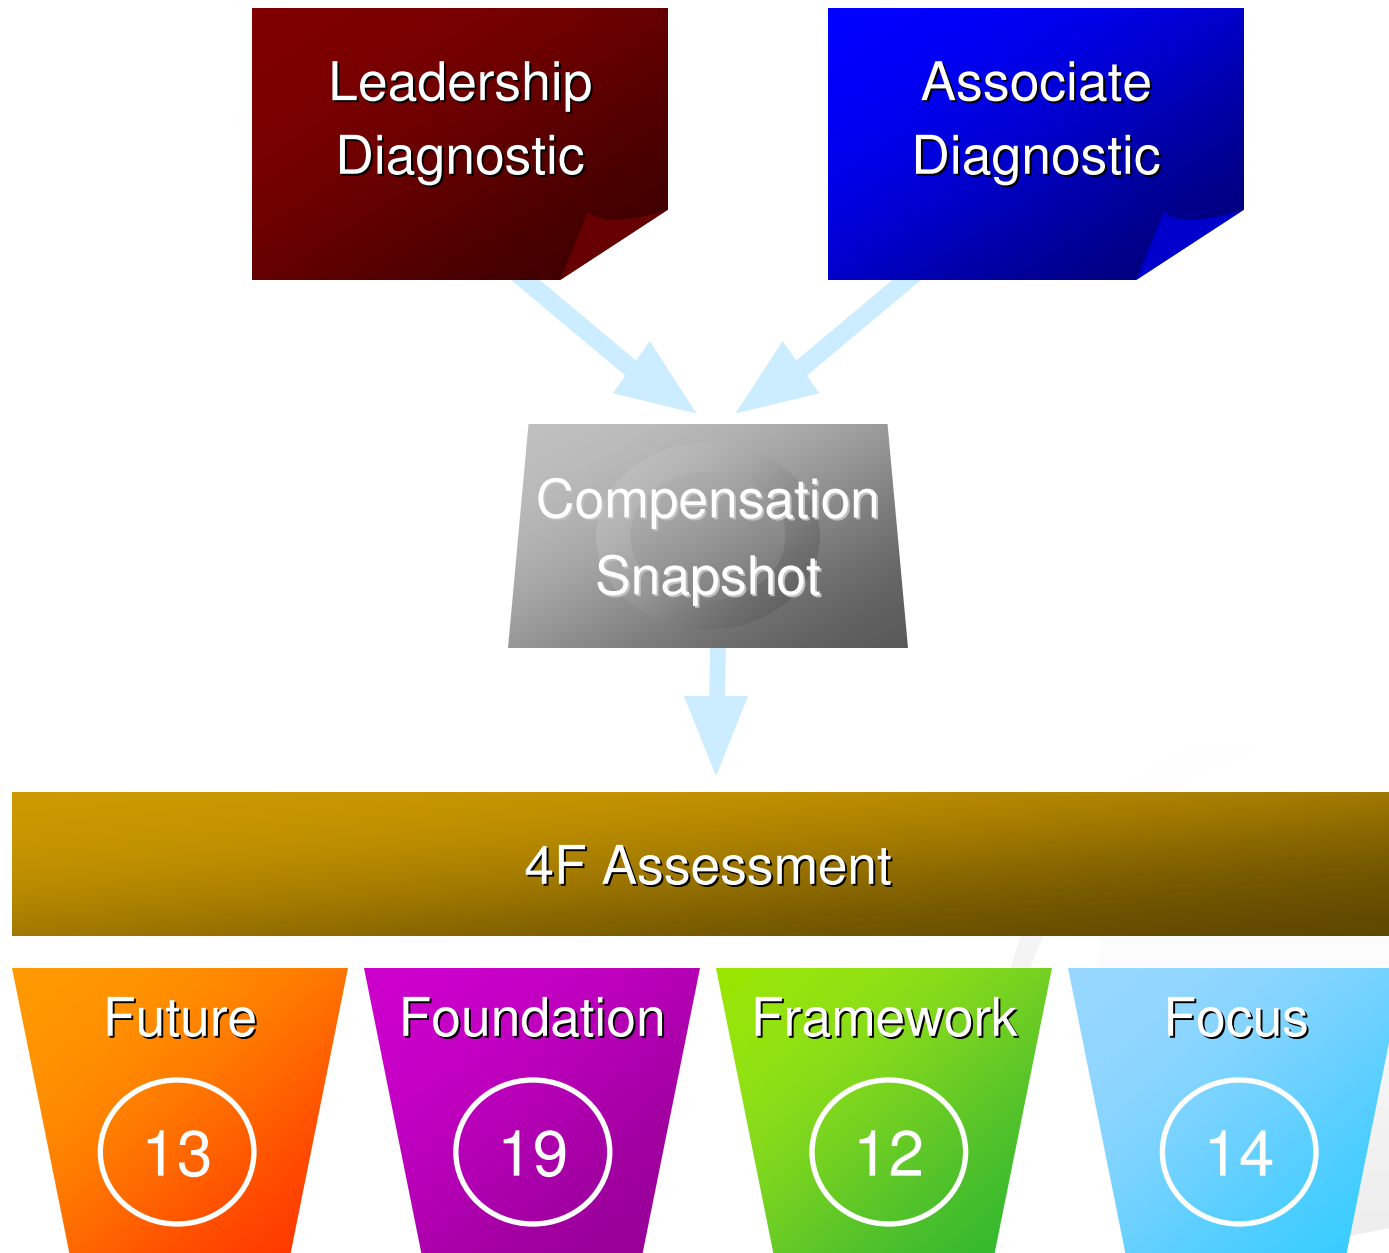 Leadership
Diagnostic
Associate
Diagnostic
Compensation
Snapshot
4F Assessment
Future
Foundation
Framework
Focus
13
19
12
14